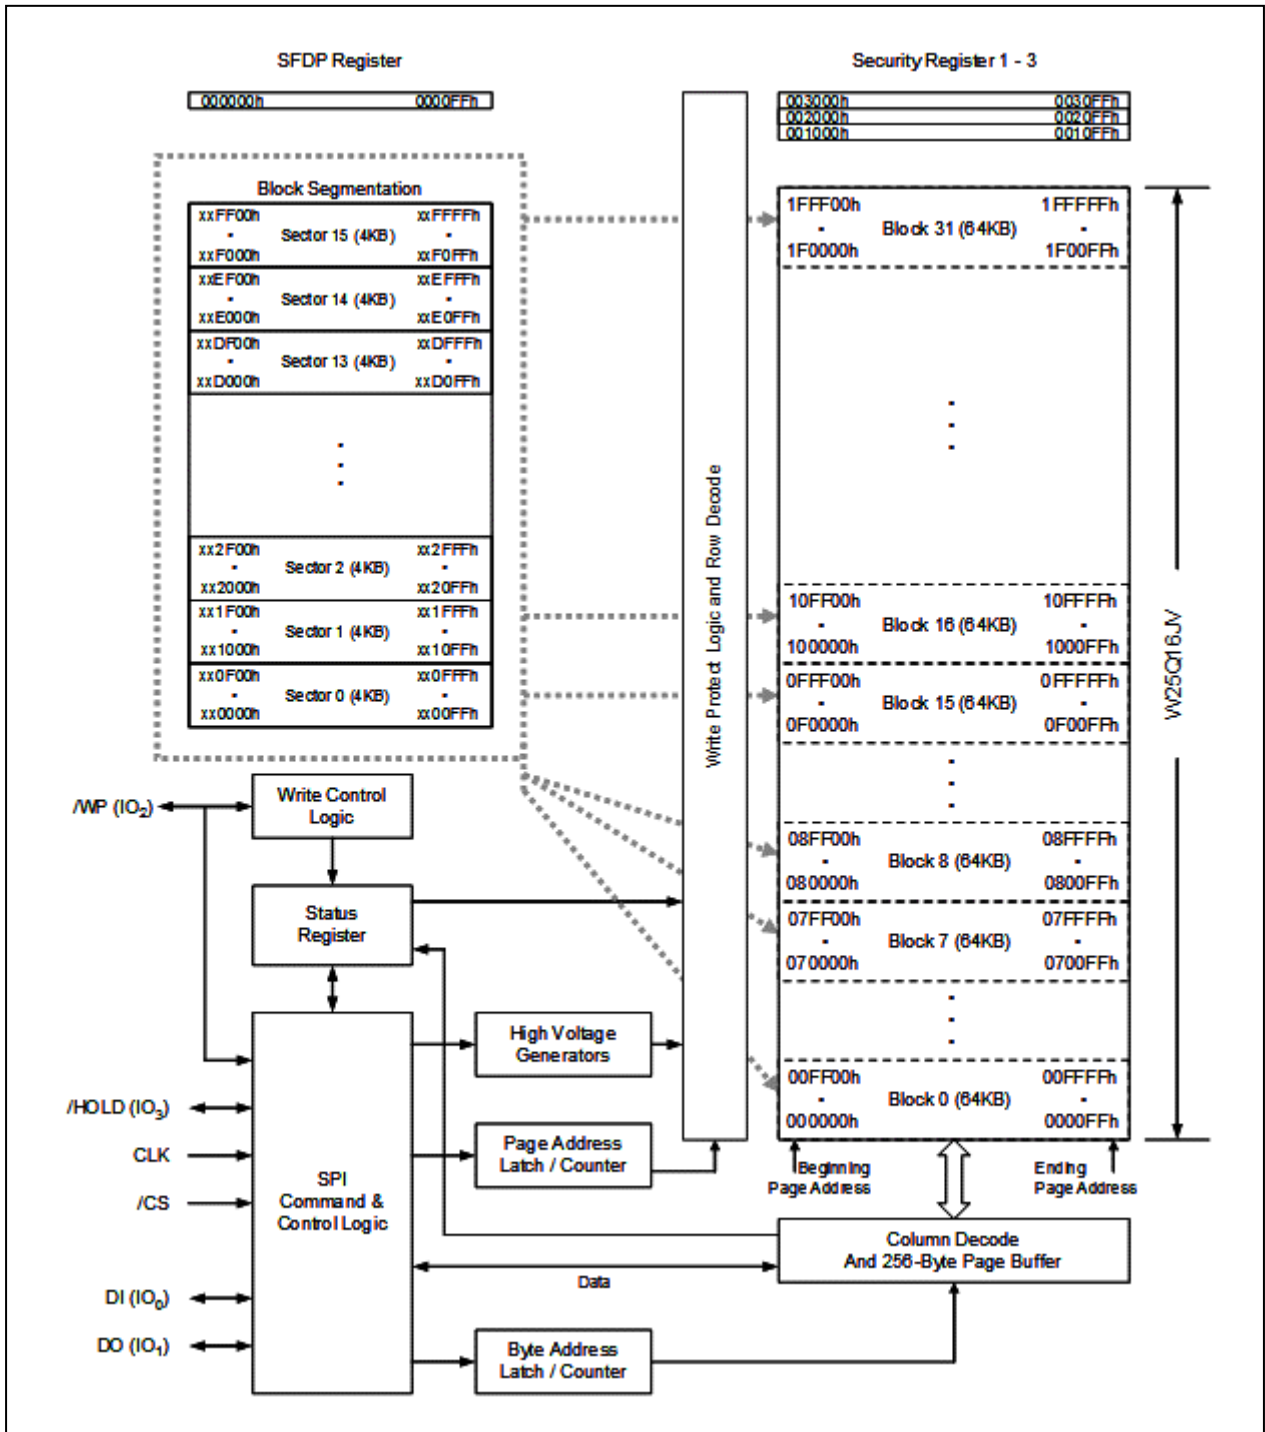 SFDP Register
000000h 0000FFh
Security Register 1 - 3
003000h 0030FFh
002000h 0020FFh
001000h 0010FFh
Block Segmentation
xxFF00h xxFFFFh
- Sector 15 (4KB) -
xxF000h xxF0FFh
xxEF00h xxEFFFh
- Sector 14 (4KB) -
xxE000h xxE0FFh
xxDF00h xxDFFFh
- Sector 13 (4KB) -
xxD000h xxD0FFh
xx2F00h xx2FFFh
- Sector 2 (4KB) -
xx2000h xx20FFh
xx1F00h xx1FFFh
- Sector 1 (4KB) -
xx1000h xx10FFh
xx0F00h xx0FFFh
- Sector 0 (4KB) -
xx0000h xx00FFh
Write Protect Logic and Row Decode
1FFF00h 1FFFFFh
- Block 31 (64KB) -
1F0000h 1F00FFh
10FF00h 10FFFFh
- Block 16 (64KB) -
100000h 1000FFh
0FFF00h 0FFFFFh
- Block 15 (64KB) -
0F0000h 0F00FFh
08FF00h 08FFFFh
- Block 8 (64KB) -
080000h 0800FFh
07FF00h 07FFFFh
- Block 7 (64KB) -
070000h 0700FFh
00FF00h 00FFFFh
- Block 0 (64KB) -
000000h 0000FFh
W25Q16JV
Beginning
Page Address
Ending
Page Address
/WP (IO2)
Write Control
Logic
Status
Register
High Voltage
Generators
/HOLD (IO3)
CLK
/CS
DI (IO0)
DO (IO1)
SPI
Command &
Control Logic
Page Address
Latch / Counter
Column Decode
And 256-Byte Page Buffer
Data
Byte Address
Latch / Counter